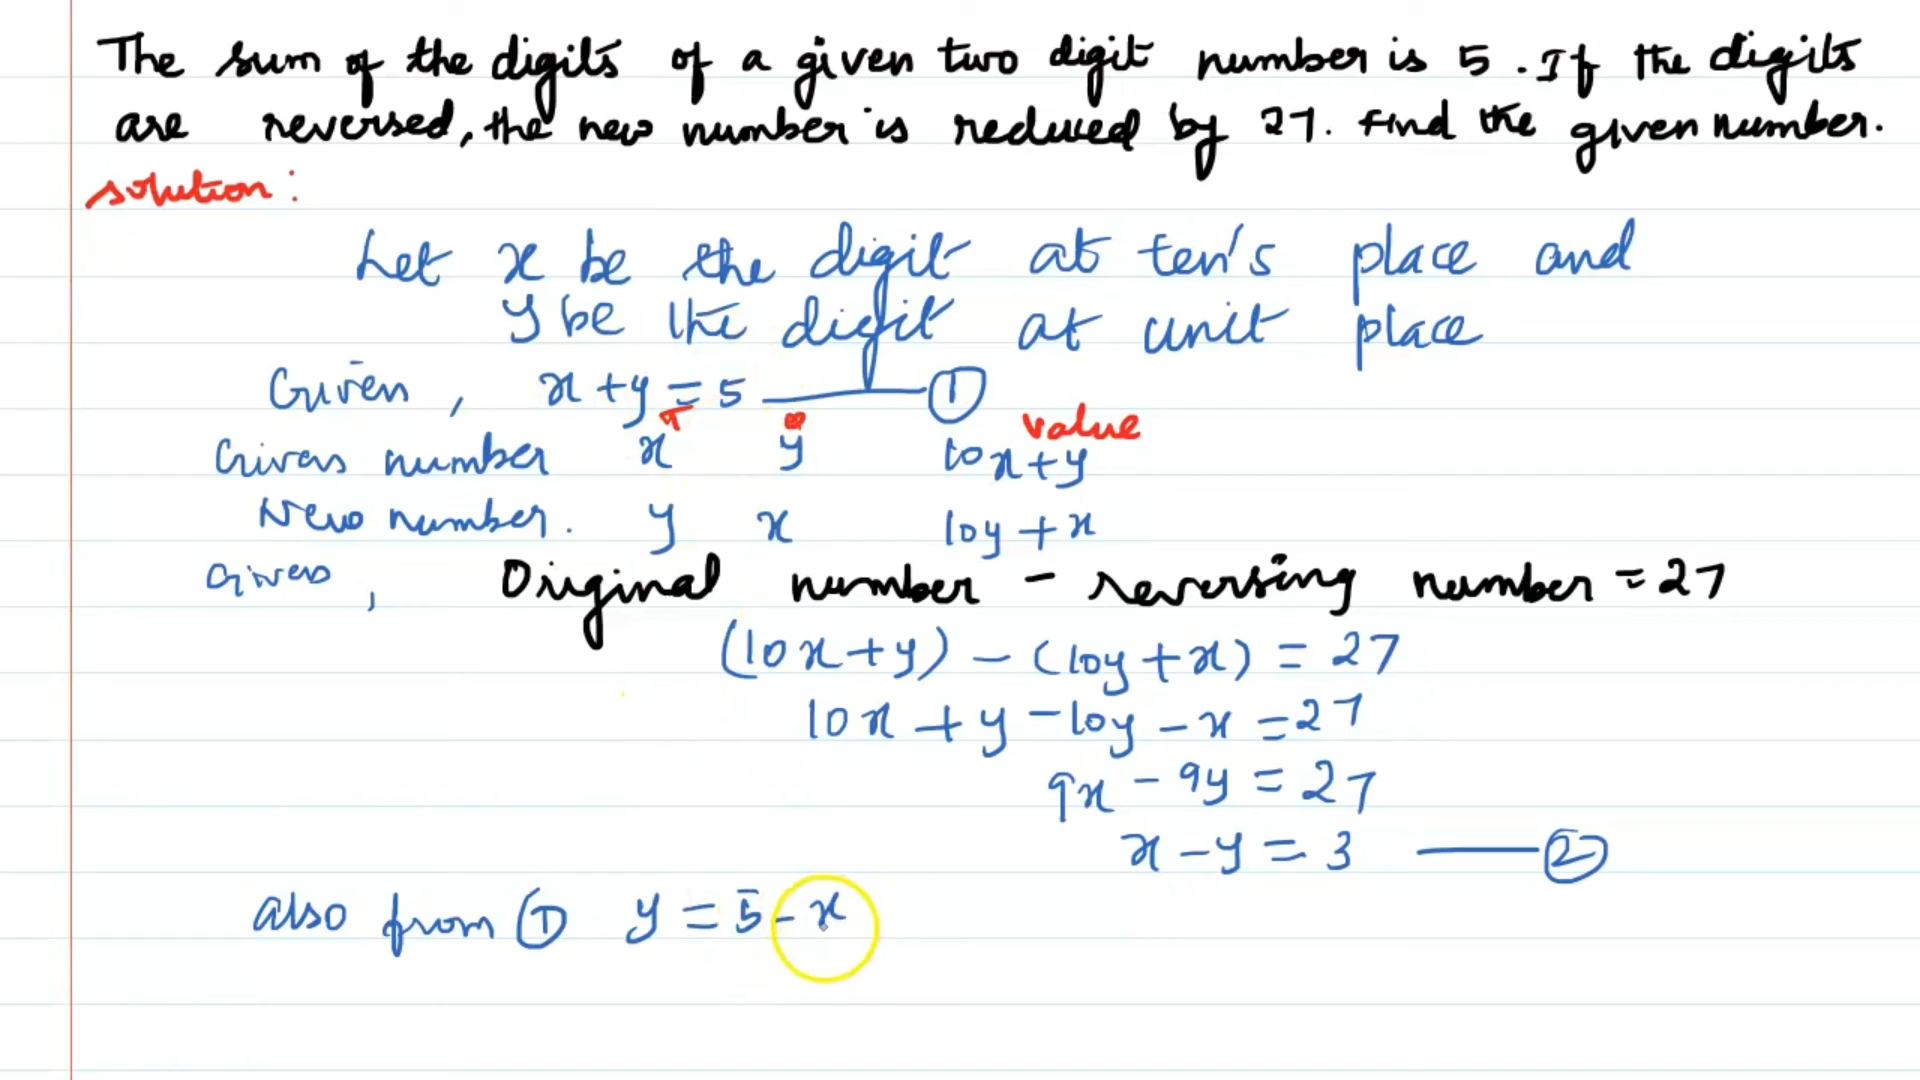 The sum of the digits of a given two digit number is 5. If the digits
are reversed, the new number is reduced by 27. Find the given number.
solution:
Let x be the digit at ten's place and
y be the digit at unit place
Given, x+y=5 ——— ①
T value
Given number x y 10x+y
New number. y x 10y+x
Given, Original number - reversing number = 27
(10x+y) - (10y+x) = 27
10x+y-10y-x=27
9x-9y=27
x-y=3 ——— ②
also from ① y=5-x